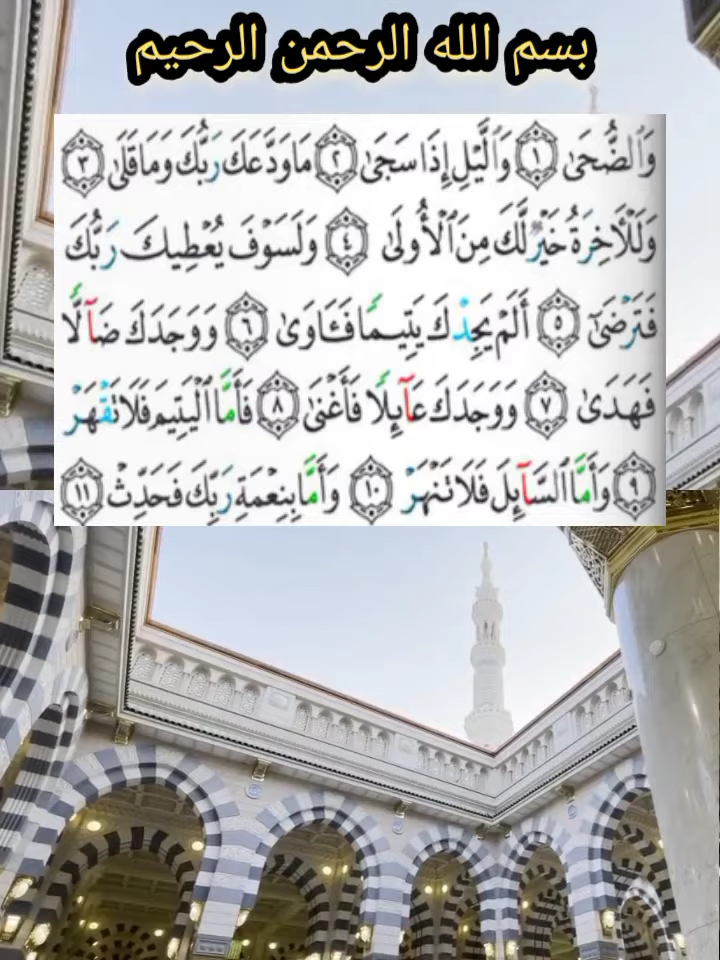 بسم الله الرحمن الرحيم
وَٱلضُّحَىٰ ١ وَٱلَّيْلِ إِذَا سَجَىٰ ٢ مَا وَدَّعَكَ رَبُّكَ وَمَا قَلَىٰ ٣
وَلَلْآخِرَةُ خَيْرٌ لَّكَ مِنَ ٱلْأُولَىٰ ٤ وَلَسَوْفَ يُعْطِيكَ رَبُّكَ
فَتَرْضَىٰٓ ٥ أَلَمْ يَجِدْكَ يَتِيمًا فَـَٔاوَىٰ ٦ وَوَجَدَكَ ضَآلًّا
فَهَدَىٰ ٧ وَوَجَدَكَ عَآئِلًا فَأَغْنَىٰ ٨ فَأَمَّا ٱلْيَتِيمَ فَلَا تَقْهَرْ
٩ وَأَمَّا ٱلسَّآئِلَ فَلَا تَنْهَرْ ١٠ وَأَمَّا بِنِعْمَةِ رَبِّكَ فَحَدِّثْ ١١